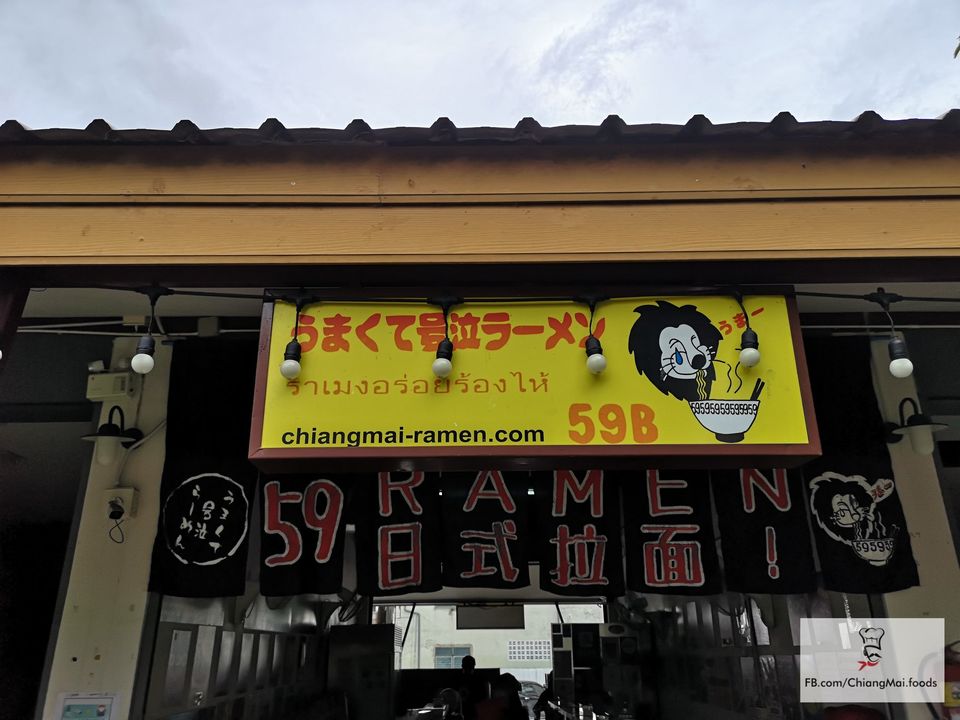 うまくて号泣ラーメン
うまー
ราเมงอร่อยร้องไห้
59B
chiangmai-ramen.com
595959595959
59 RAMEN
日式拉面!
5959
FB.com/ChiangMai.foods